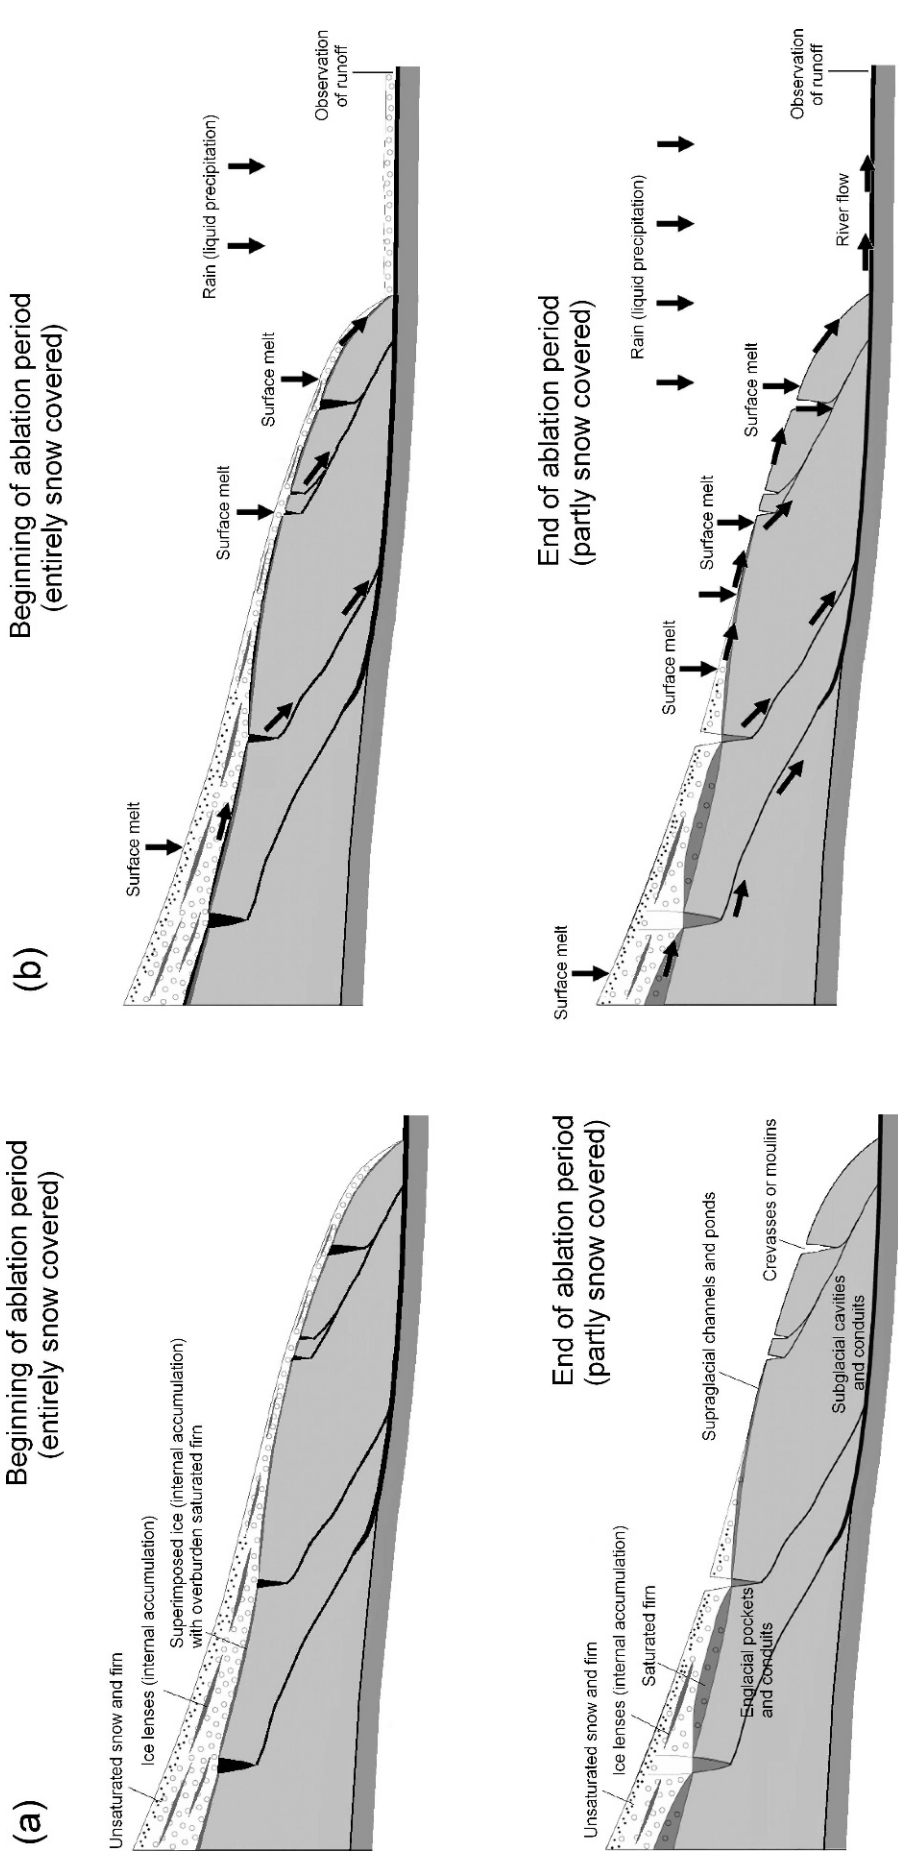 (a)
Beginning of ablation period
(entirely snow covered)
Unsaturated snow and firn
Ice lenses (internal accumulation)
Superimposed ice (internal accumulation)
with overburden saturated firn
End of ablation period
(partly snow covered)
Unsaturated snow and firn
Ice lenses (internal accumulation)
Saturated firn
Englacial pockets
and conduits
Supraglacial channels and ponds
Crevasses or moulins
Subglacial cavities
and conduits
(b)
Beginning of ablation period
(entirely snow covered)
Surface melt
Surface melt
Surface melt
Rain (liquid precipitation)
Observation
of runoff
End of ablation period
(partly snow covered)
Surface melt
Surface melt
Surface melt
Surface melt
Rain (liquid precipitation)
River flow
Observation
of runoff